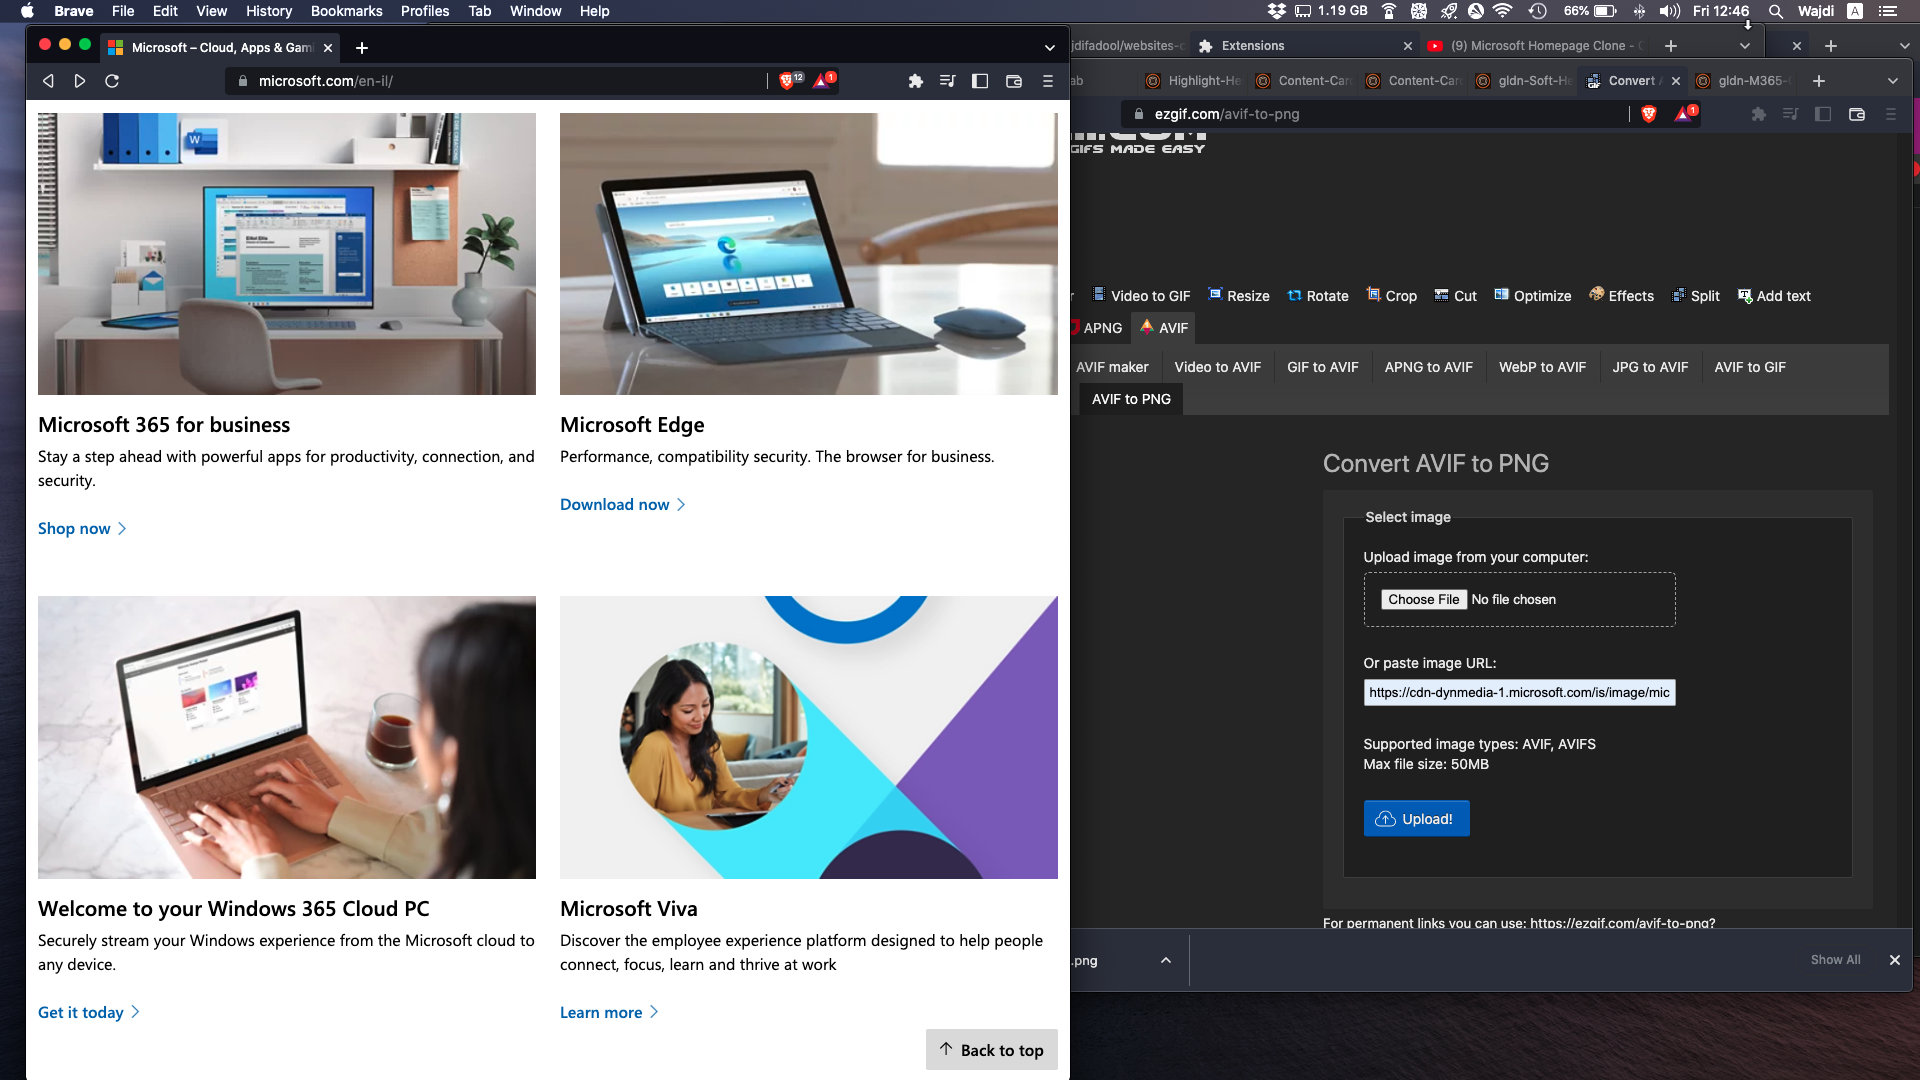 Brave File Edit View History Bookmarks Profiles Tab Window Help 1.19 GB 66% Fri 12:46 Wajdi A
Microsoft – Cloud, Apps & Gami
microsoft.com/en-il/
12
1
Microsoft 365 for business
Stay a step ahead with powerful apps for productivity, connection, and
security.
Shop now
Microsoft Edge
Performance, compatibility security. The browser for business.
Download now
Welcome to your Windows 365 Cloud PC
Securely stream your Windows experience from the Microsoft cloud to
any device.
Get it today
Microsoft Viva
Discover the employee experience platform designed to help people
connect, focus, learn and thrive at work
Learn more
Back to top
jdifadool/websites-c Extensions (9) Microsoft Homepage Clone -
ab Highlight-He Content-Car Content-Car gldn-Soft-He Convert A gldn-M365-
ezgif.com/avif-to-png
1
GIFS MADE EASY
r Video to GIF Resize Rotate Crop Cut Optimize Effects Split Add text
APNG AVIF
AVIF maker Video to AVIF GIF to AVIF APNG to AVIF WebP to AVIF JPG to AVIF AVIF to GIF
AVIF to PNG
Convert AVIF to PNG
Select image
Upload image from your computer:
Choose File No file chosen
Or paste image URL:
https://cdn-dynmedia-1.microsoft.com/is/image/mic
Supported image types: AVIF, AVIFS
Max file size: 50MB
Upload!
For permanent links you can use: https://ezgif.com/avif-to-png?
.png Show All